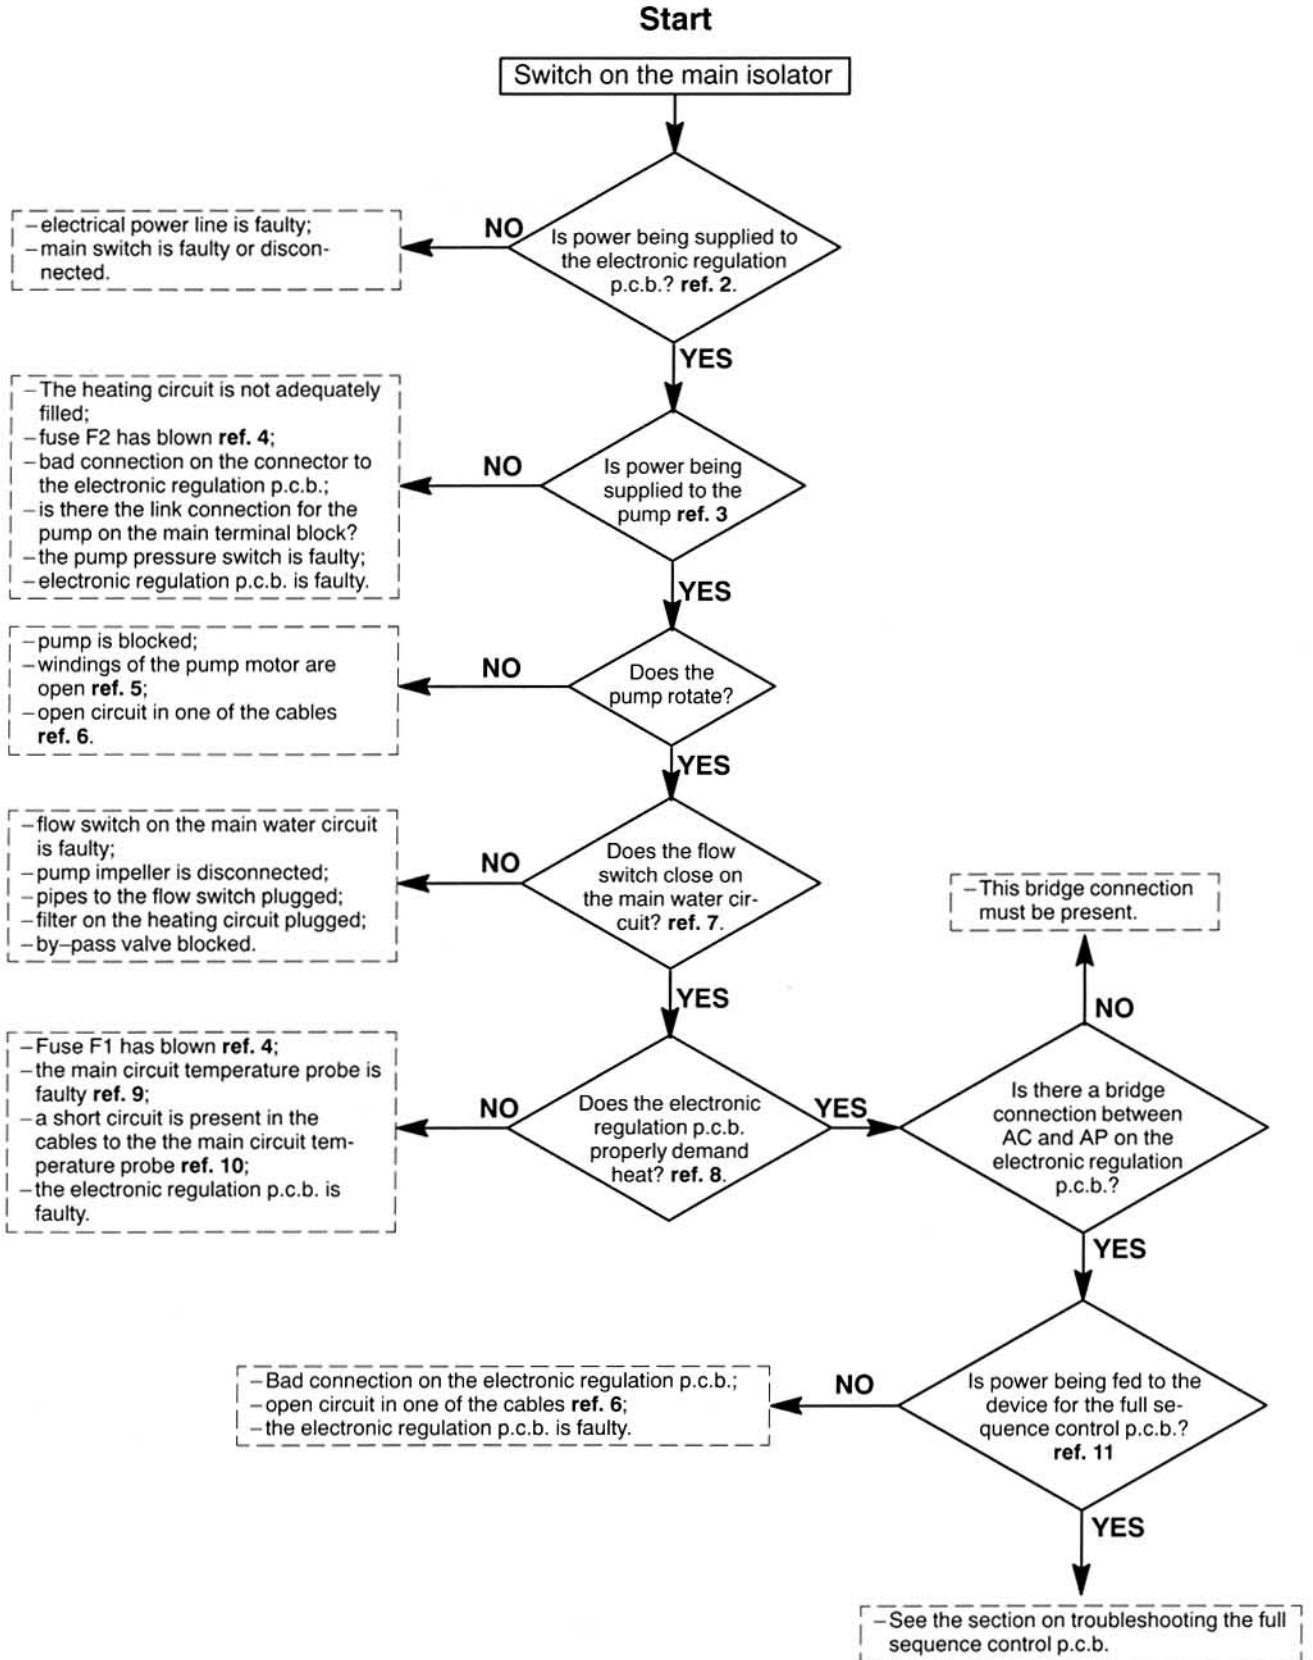 Start
Switch on the main isolator
NO
– electrical power line is faulty;
– main switch is faulty or discon-
nected.
Is power being supplied to
the electronic regulation
p.c.b.? ref. 2.
YES
– The heating circuit is not adequately
filled;
– fuse F2 has blown ref. 4;
– bad connection on the connector to
the electronic regulation p.c.b.;
– is there the link connection for the
pump on the main terminal block?
– the pump pressure switch is faulty;
– electronic regulation p.c.b. is faulty.
NO
Is power being
supplied to the
pump ref. 3
YES
– pump is blocked;
– windings of the pump motor are
open ref. 5;
– open circuit in one of the cables
ref. 6.
NO
Does the
pump rotate?
YES
– flow switch on the main water circuit
is faulty;
– pump impeller is disconnected;
– pipes to the flow switch plugged;
– filter on the heating circuit plugged;
– by–pass valve blocked.
NO
Does the flow
switch close on
the main water cir-
cuit? ref. 7.
YES
– This bridge connection
must be present.
NO
– Fuse F1 has blown ref. 4;
– the main circuit temperature probe is
faulty ref. 9;
– a short circuit is present in the
cables to the the main circuit tem-
perature probe ref. 10;
– the electronic regulation p.c.b. is
faulty.
NO
Does the electronic
regulation p.c.b.
properly demand
heat? ref. 8.
YES
Is there a bridge
connection between
AC and AP on the
electronic regulation
p.c.b.?
YES
– Bad connection on the electronic regulation p.c.b.;
– open circuit in one of the cables ref. 6;
– the electronic regulation p.c.b. is faulty.
NO
Is power being fed to the
device for the full se-
quence control p.c.b.?
ref. 11
YES
– See the section on troubleshooting the full
sequence control p.c.b.